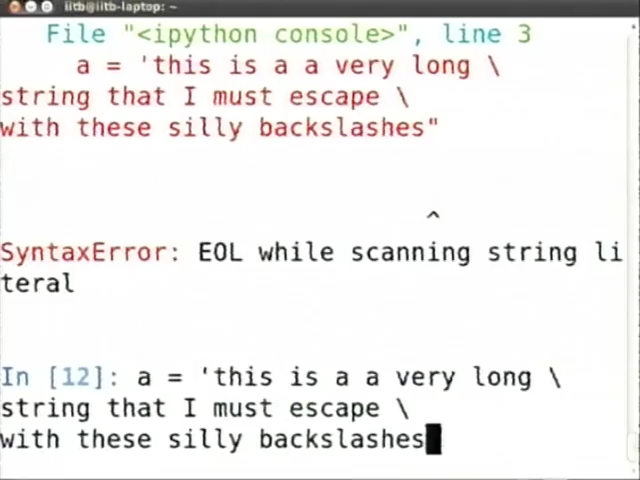 iitb@iitb-laptop: ~
File "<ipython console>", line 3
a = 'this is a a very long \
string that I must escape \
with these silly backslashes"
^
SyntaxError: EOL while scanning string li
teral
In [12]: a = 'this is a a very long \
string that I must escape \
with these silly backslashes